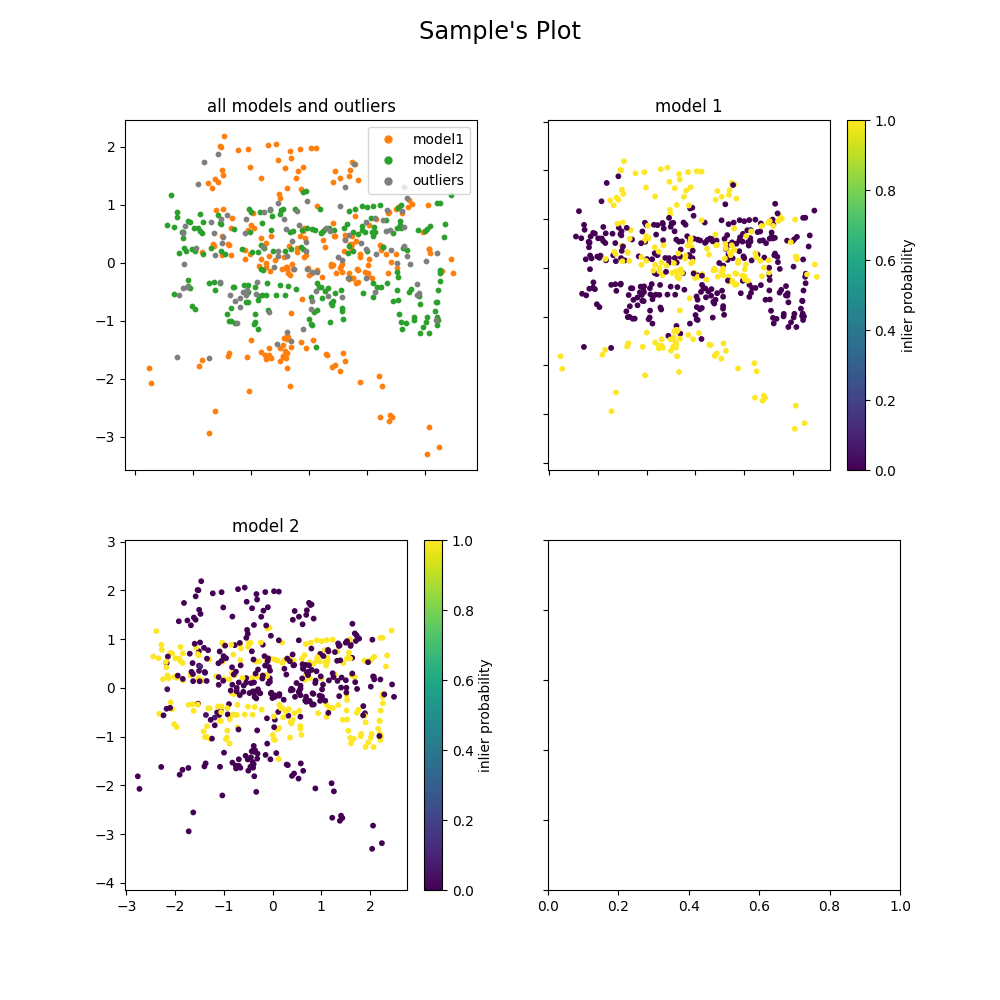 Sample's Plot
all models and outliers
model1
model2
outliers
2
1
0
−1
−2
−3
model 1
1.0
0.8
0.6
0.4
0.2
0.0
inlier probability
model 2
3
2
1
0
−1
−2
−3
−4
−3 −2 −1 0 1 2
1.0
0.8
0.6
0.4
0.2
0.0
inlier probability
0.0 0.2 0.4 0.6 0.8 1.0